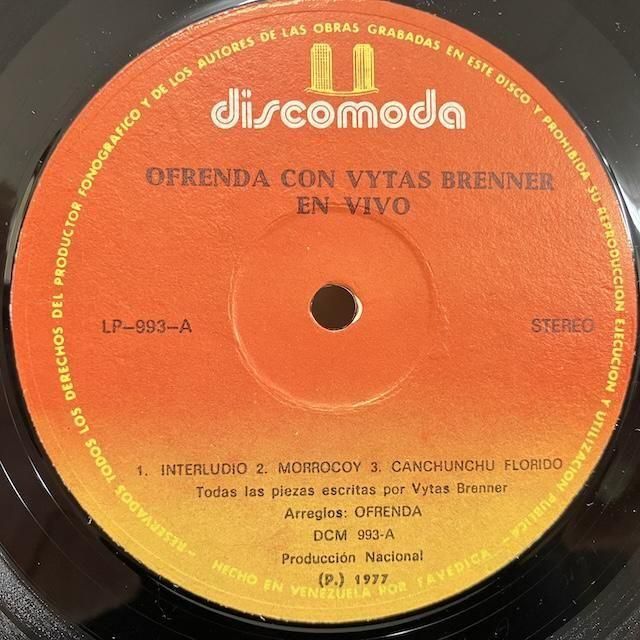 RESERVADOS TODOS LOS DERECHOS DEL PRODUCTOR FONOGRAFICO Y DE LOS AUTORES DE LAS OBRAS GRABADAS EN ESTE DISCO Y PROHIBIDA SU REPRODUCCION EJECUCION Y UTILIZACION PUBLICA
discomoda
OFRENDA CON VYTAS BRENNER
EN VIVO
LP-993-A
STEREO
1. INTERLUDIO 2. MORROCOY 3. CANCHUNCHU FLORIDO
Todas las piezas escritas por Vytas Brenner
Arreglos: OFRENDA
DCM 993-A
Producción Nacional
(P.) 1977
HECHO EN VENEZUELA POR FAVEDICA